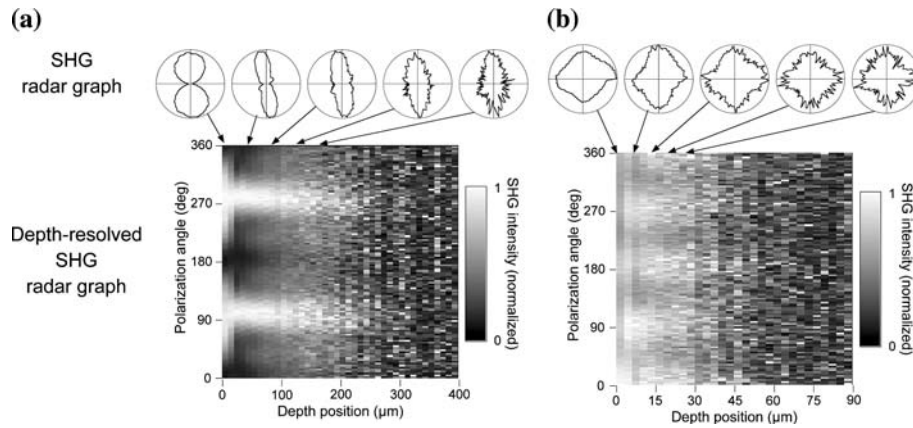 (a)
(b)
SHG
radar graph
Depth-resolved
SHG
radar graph
Polarization angle (deg)
360
270
180
90
0
0
100
200
300
400
Depth position (µm)
1
0
SHG intensity (normalized)
Polarization angle (deg)
360
270
180
90
0
0
15
30
45
60
75
90
Depth position (µm)
1
0
SHG intensity (normalized)